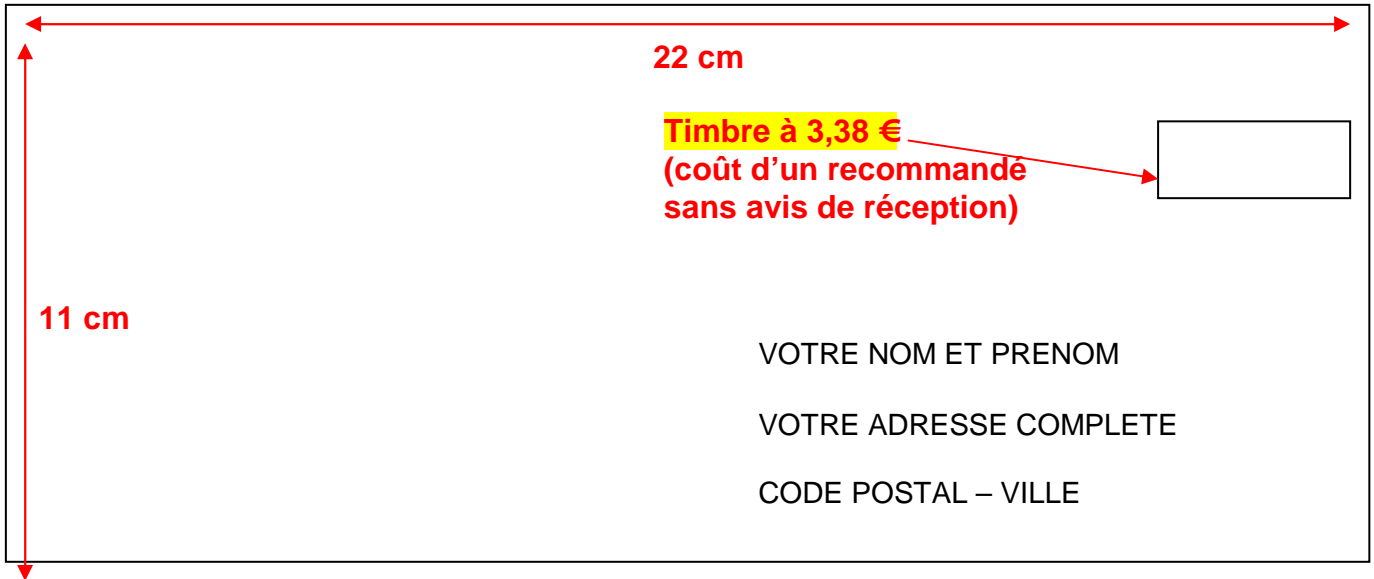 22 cm
Timbre à 3,38 €
(coût d’un recommandé
sans avis de réception)
11 cm
VOTRE NOM ET PRENOM
VOTRE ADRESSE COMPLETE
CODE POSTAL – VILLE